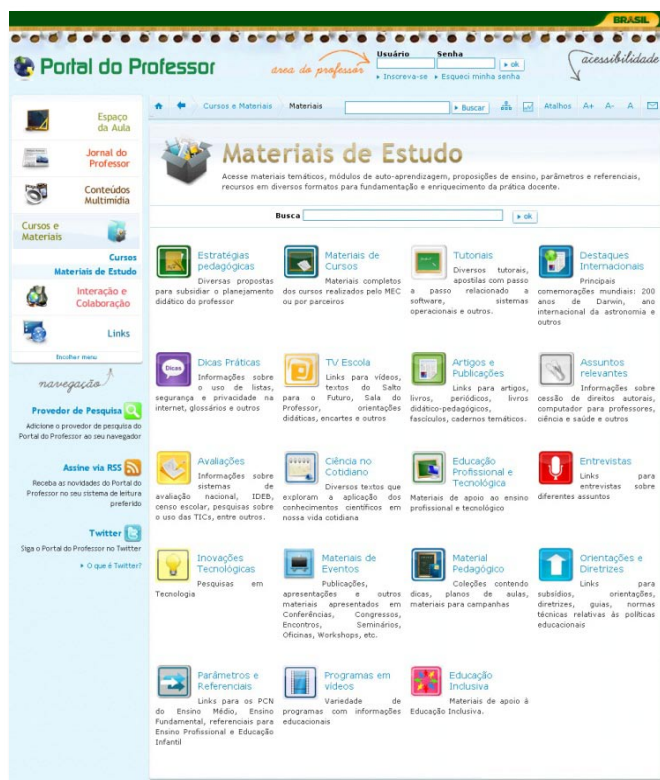 BRASIL
Portal do Professor
área do professor
Usuário Senha
ok
Inscreva-se Esqueci minha senha
acessibilidade
Cursos e Materiais Materiais
Buscar
Atalhos A+ A- A
Espaço
da Aula
Jornal do
Professor
Conteúdos
Multimídia
Cursos e
Materiais
Cursos
Materiais de Estudo
Interação e
Colaboração
Links
Encolher menu
navegação
Provedor de Pesquisa
Adicione o provedor de pesquisa do
Portal do Professor ao seu navegador
Assine via RSS
Receba as novidades do Portal do
Professor no seu sistema de leitura
preferido
Twitter
Siga o Portal do Professor no Twitter
O que é Twitter?
Materiais de Estudo
Acesse materiais temáticos, módulos de auto-aprendizagem, proposições de ensino, parâmetros e referenciais,
recursos em diversos formatos para fundamentação e enriquecimento da prática docente.
Busca
ok
Estratégias
pedagógicas
Diversas propostas
para subsidiar o planejamento
didático do professor
Materiais de
Cursos
Materiais completos
dos cursos realizados pelo MEC
ou por parceiros
Tutoriais
Diversos tutorais,
apostilas com passo
a passo relacionado a
software, sistemas
operacionais e outros.
Destaques
Internacionais
Principais
comemorações mundiais: 200
anos de Darwin, ano
internacional da astronomia e
outros
Dicas
Dicas Práticas
Informações sobre
o uso de listas,
segurança e privacidade na
internet, glossários e outros
TV Escola
Links para vídeos,
textos do Salto
para o Futuro, Sala do
Professor, orientações
didáticas, encartes e outros
Artigos e
Publicações
Links para artigos,
livros, periódicos, livros
didático-pedagógicos,
fascículos, cadernos temáticos.
Assuntos
relevantes
Informações sobre
cessão de direitos autorais,
computador para professores,
ciência e saúde e outros
Avaliações
Informações sobre
sistemas de
avaliação nacional, IDEB,
censo escolar, pesquisas sobre
o uso das TICs, entre outros.
Ciência no
Cotidiano
Diversos textos que
exploram a aplicação dos
conhecimentos científicos em
nossa vida cotidiana
Educação
Profissional e
Tecnológica
Materiais de apoio ao ensino
profissional e tecnológico
Entrevistas
Links para
entrevistas sobre
diferentes assuntos
Inovações
Tecnológicas
Pesquisas em
Tecnologia
Materiais de
Eventos
Publicações,
apresentações e outros
materiais apresentados em
Conferências, Congressos,
Encontros, Seminários,
Oficinas, Workshops, etc.
Material
Pedagógico
Coleções contendo
dicas, planos de aulas,
materiais para campanhas
Orientações e
Diretrizes
Links para
subsídios, orientações,
diretrizes, guias, normas
técnicas relativas às políticas
educacionais
Parâmetros e
Referenciais
Links para os PCN
do Ensino Médio, Ensino
Fundamental, referenciais para
Ensino Profissional e Educação
Infantil
Programas em
vídeos
Variedade de
programas com informações
educacionais
Educação
Inclusiva
Materiais de apoio à
Educação Inclusiva.